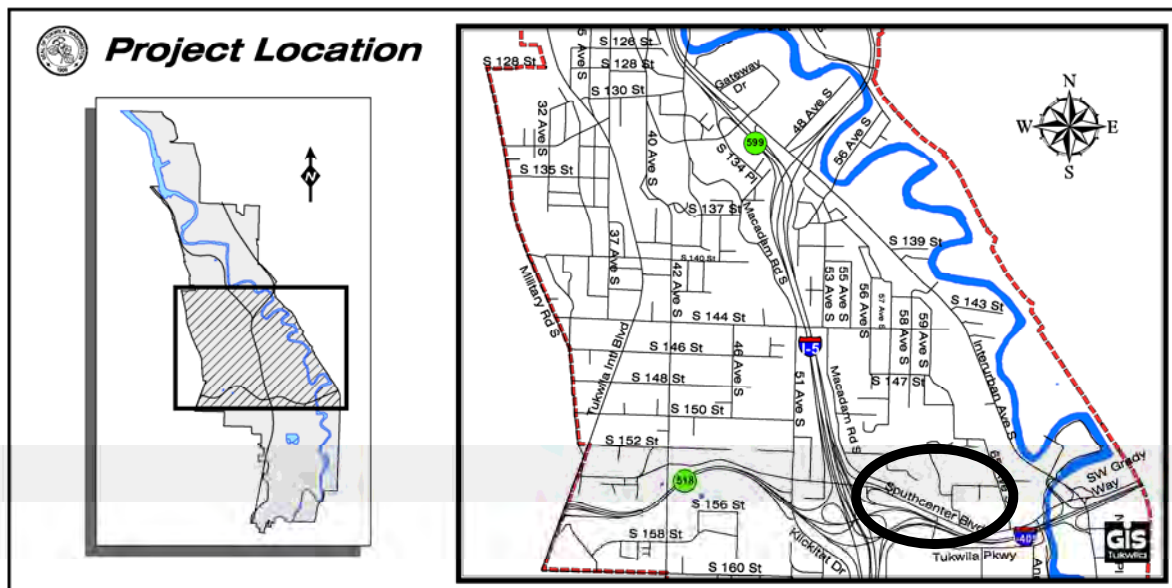 Project Location
N
N
W
E
S
S 126 St
S 128 St
S 128 St
S 130 St
Gateway
Dr
48 Ave S
56 Ave S
32 Ave S
40 Ave S
599
S 134 Pl
S 135 St
S 137 St
Macadam Rd S
S 139 St
37 Ave S
S 140 St
42 Ave S
Military Rd S
53 Ave S
55 Ave S
56 Ave S
57 Ave S
58 Ave S
59 Ave S
S 143 St
S 144 St
Tukwila Intl Blvd
S 146 St
46 Ave S
I-5
Interurban Ave S
Macadam Rd S
S 147 St
S 148 St
51 Ave S
S 150 St
S 152 St
518
SW Grady
Way
Southcenter Blvd
S 156 St
S 158 St
Klickitat Dr
S 160 St
Tukwila Pkwy
I-405
GIS
Tukwila